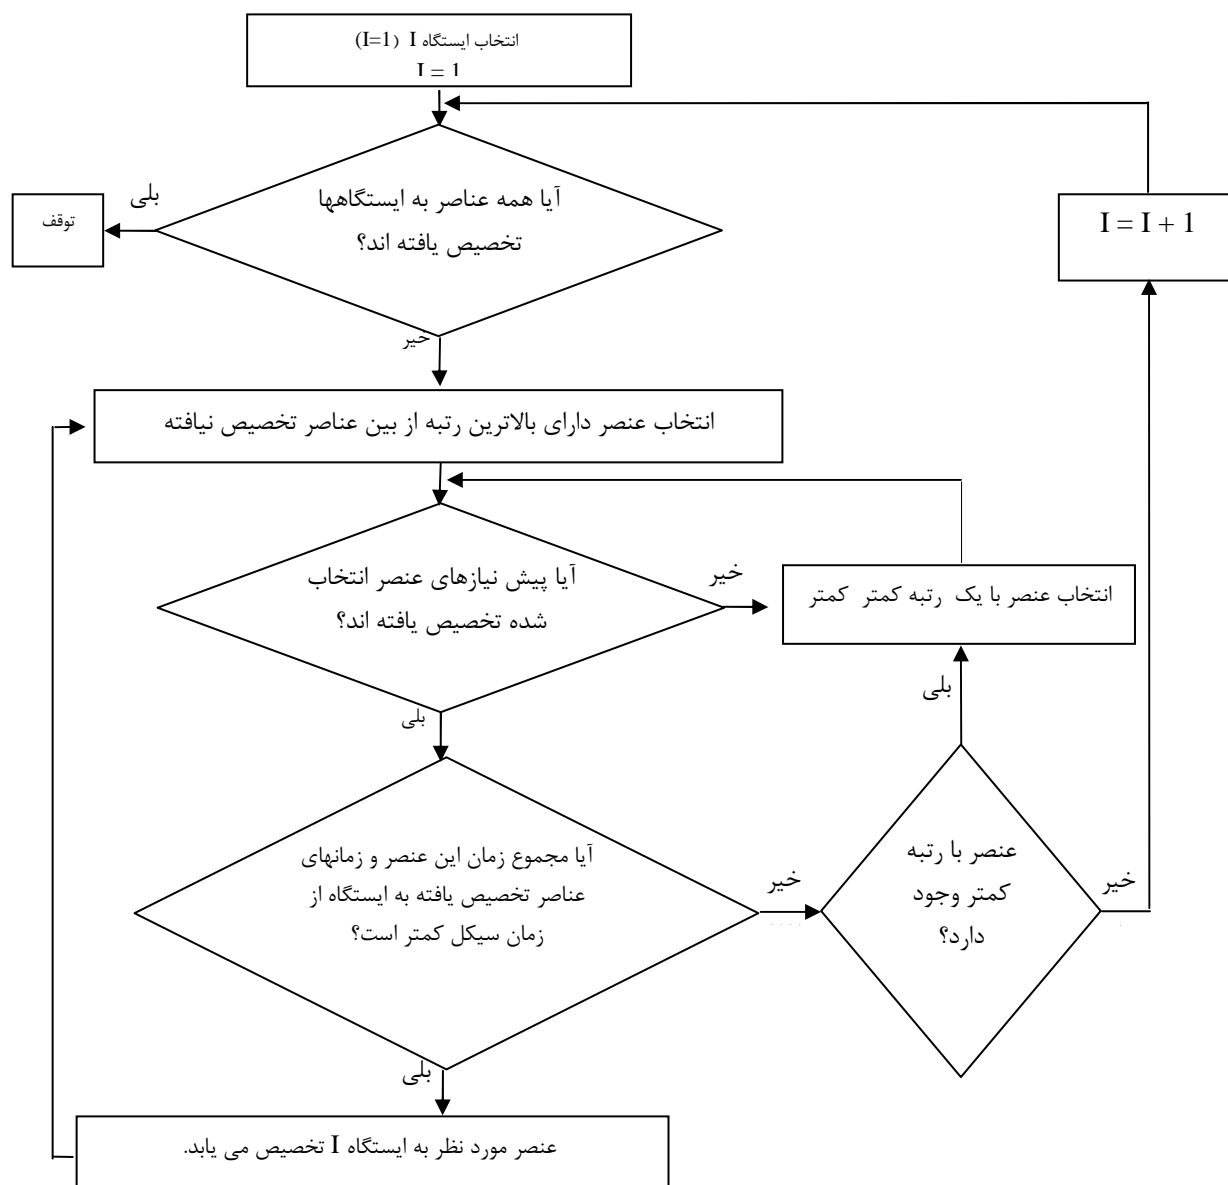 انتخاب ایستگاه I (I=1)
I = 1
آیا همه عناصر به ایستگاهها
تخصیص یافته اند؟
بلی
توقف
I = I + 1
خیر
انتخاب عنصر دارای بالاترین رتبه از بین عناصر تخصیص نیافته
آیا پیش نیازهای عنصر انتخاب
شده تخصیص یافته اند؟
خیر
انتخاب عنصر با یک رتبه کمتر کمتر
بلی
بلی
آیا مجموع زمان این عنصر و زمانهای
عناصر تخصیص یافته به ایستگاه از
زمان سیکل کمتر است؟
خیر
عنصر با رتبه
کمتر وجود
دارد؟
خیر
بلی
عنصر مورد نظر به ایستگاه I تخصیص می یابد.